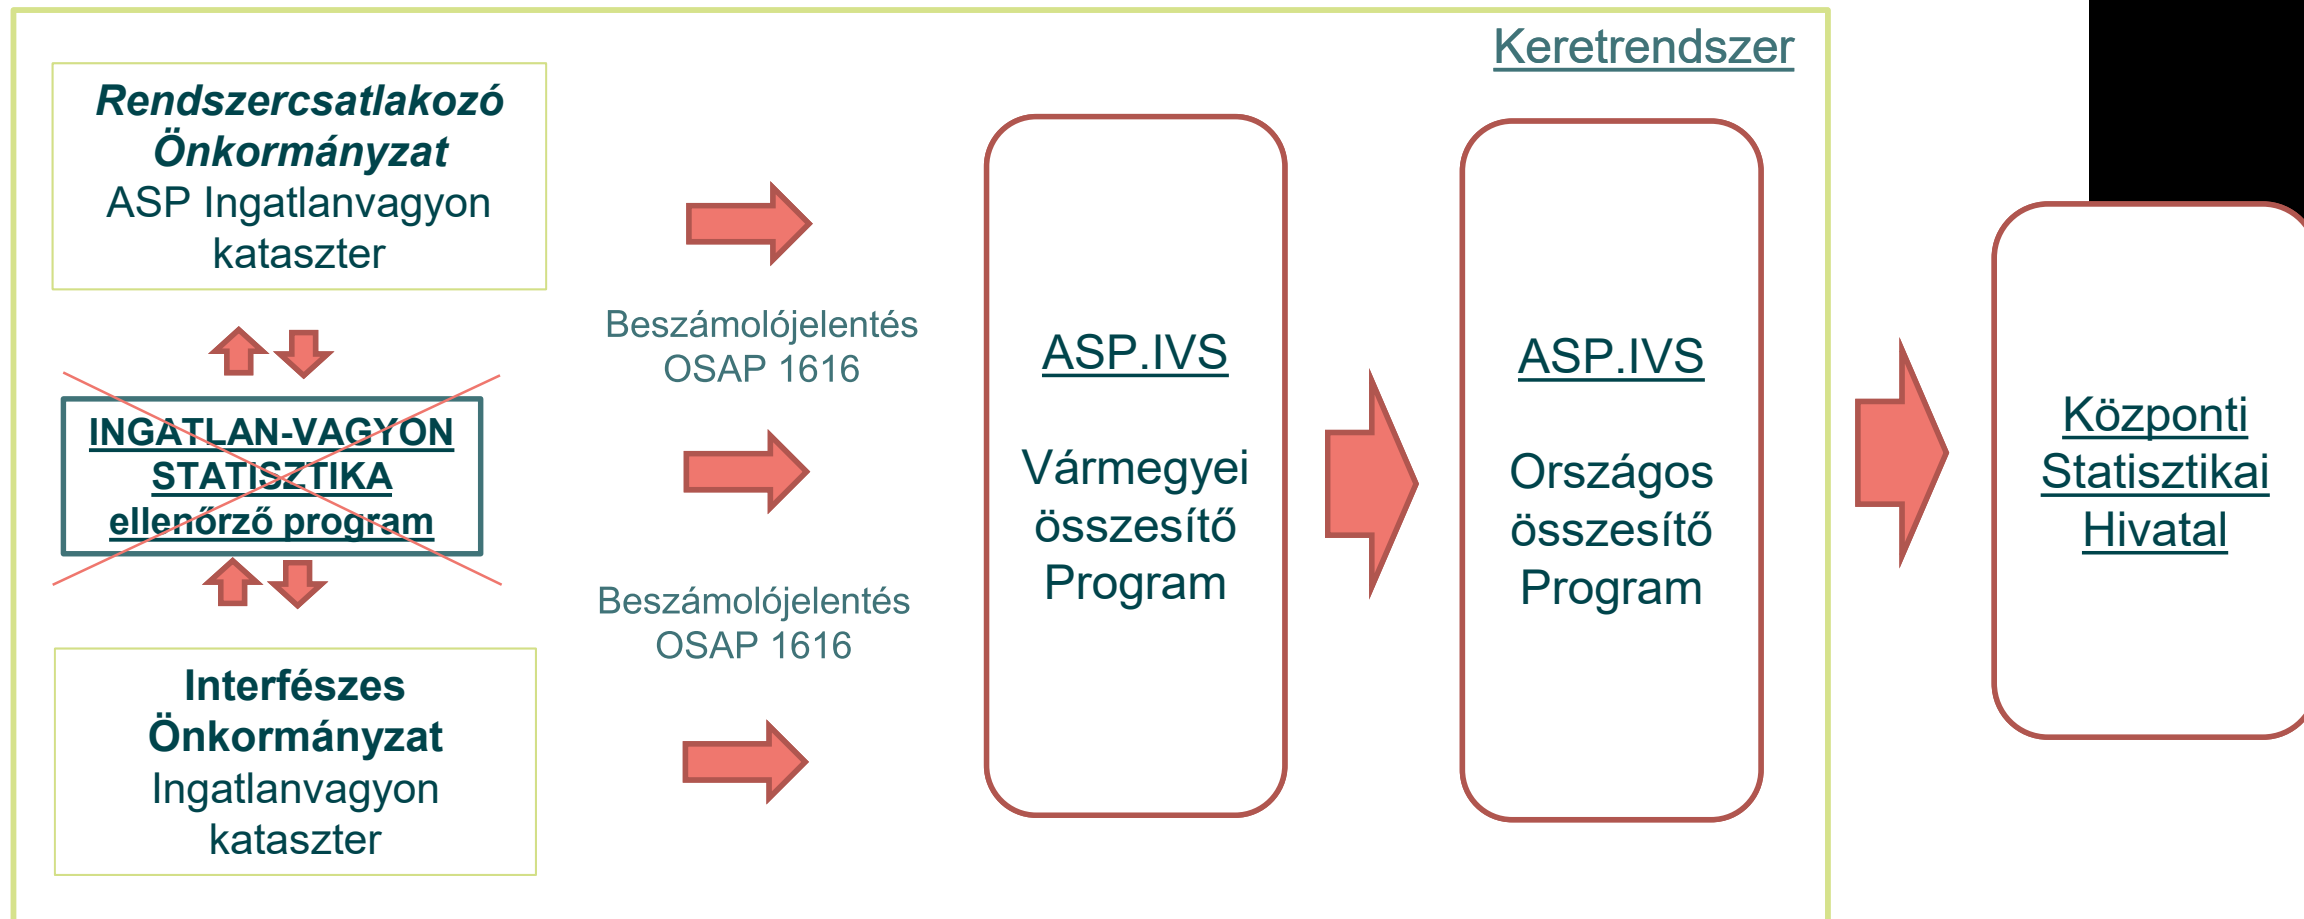 Keretrendszer
Rendszercsatlakozó
Önkormányzat
ASP Ingatlanvagyon
kataszter
INGATLAN-VAGYON
STATISZTIKA
ellenőrző program
Interfészes
Önkormányzat
Ingatlanvagyon
kataszter
Beszámolójelentés
OSAP 1616
Beszámolójelentés
OSAP 1616
ASP.IVS
Vármegyei
összesítő
Program
ASP.IVS
Országos
összesítő
Program
Központi
Statisztikai
Hivatal